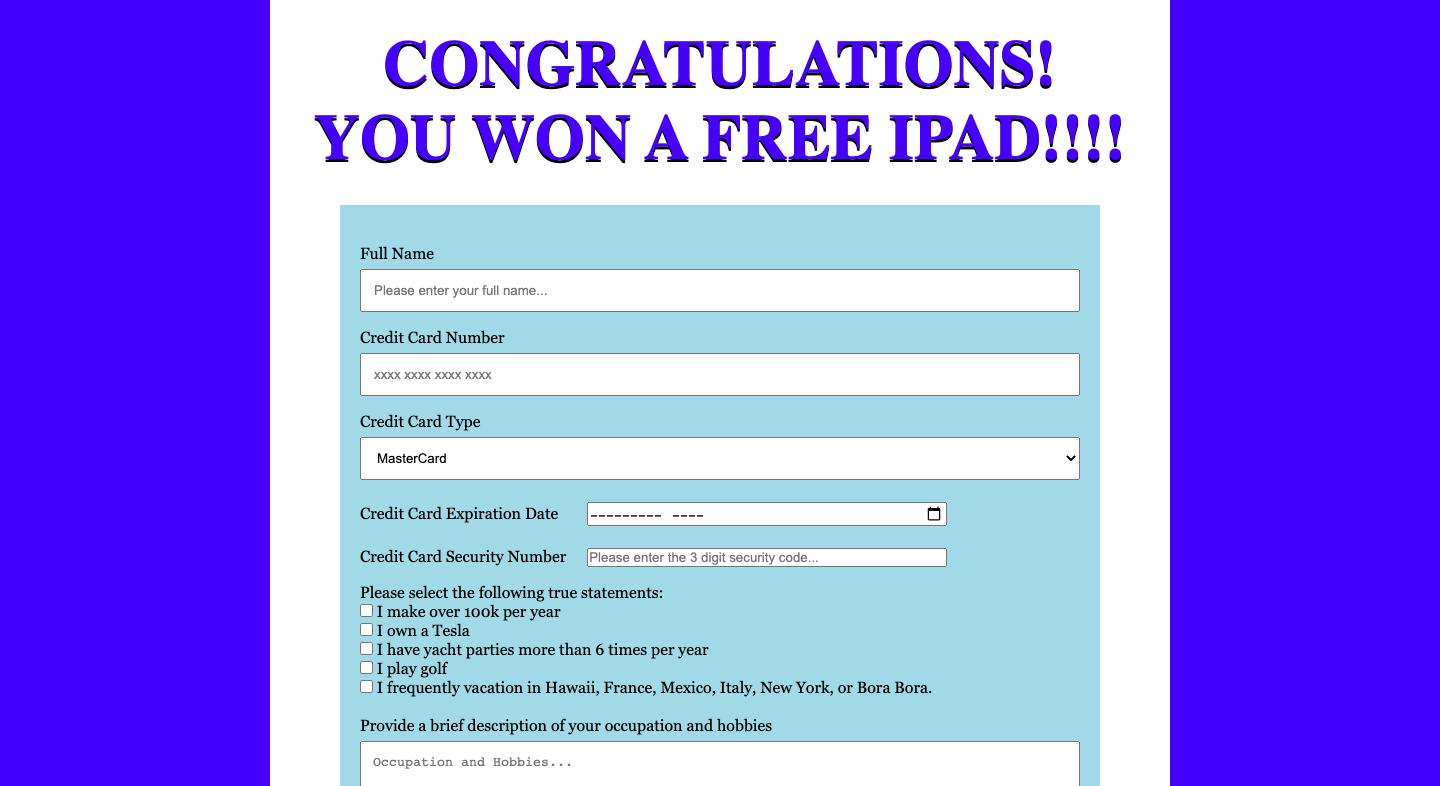 CONGRATULATIONS!
YOU WON A FREE IPAD!!!!
Full Name
Please enter your full name...
Credit Card Number
xxxx xxxx xxxx xxxx
Credit Card Type
MasterCard
Credit Card Expiration Date
--------- ----
Credit Card Security Number
Please enter the 3 digit security code...
Please select the following true statements:
I make over 100k per year
I own a Tesla
I have yacht parties more than 6 times per year
I play golf
I frequently vacation in Hawaii, France, Mexico, Italy, New York, or Bora Bora.
Provide a brief description of your occupation and hobbies
Occupation and Hobbies...